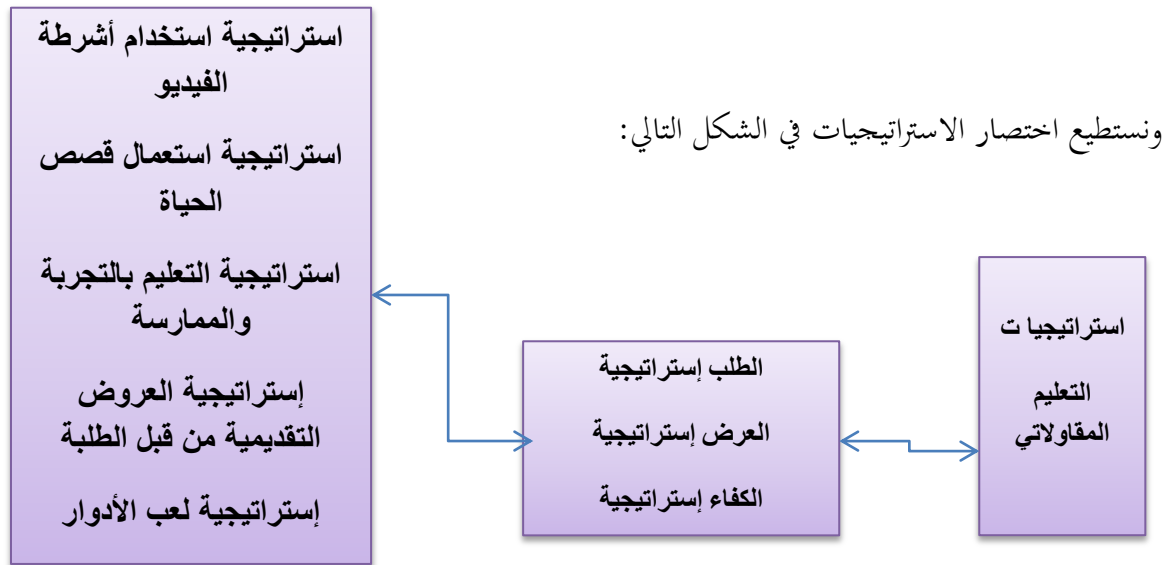 ونستطيع اختصار الاستراتيجيات في الشكل التالي:
استراتيجيا ت
التعليم
المقاولاتي
الطلب إستراتيجية
العرض إستراتيجية
الكفاء إستراتيجية
استراتيجية استخدام أشرطة
الفيديو
استراتيجية استعمال قصص
الحياة
استراتيجية التعليم بالتجربة
والممارسة
إستراتيجية العروض
التقديمية من قبل الطلبة
إستراتيجية لعب الأدوار